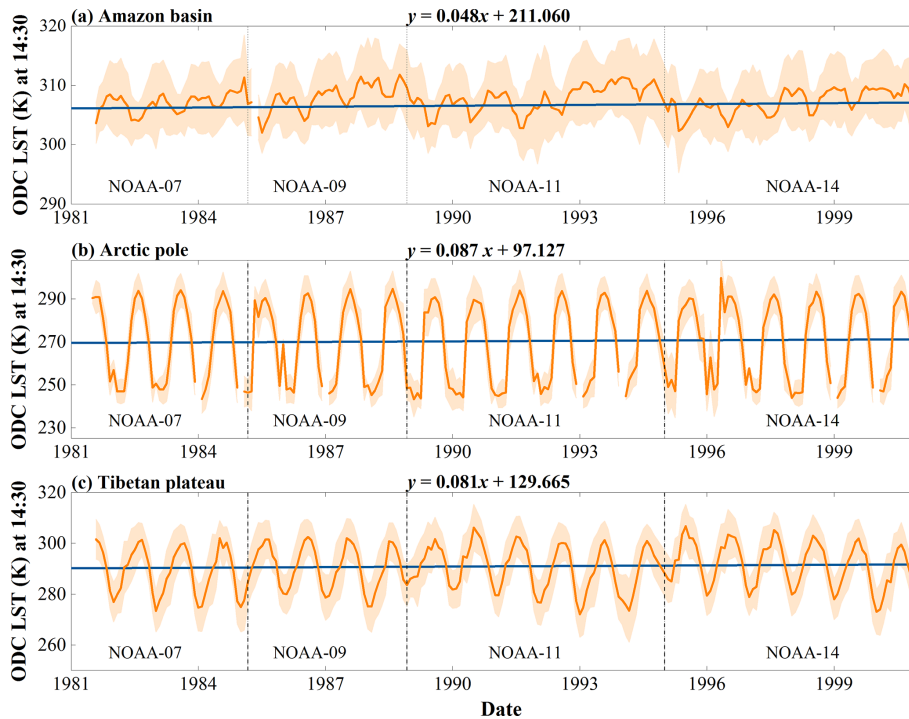 (a) Amazon basin y = 0.048x + 211.060
ODC LST (K) at 14:30
320
310
300
290
NOAA-07 NOAA-09 NOAA-11 NOAA-14
1981 1984 1987 1990 1993 1996 1999
(b) Arctic pole y = 0.087 x + 97.127
ODC LST (K) at 14:30
290
270
250
230
NOAA-07 NOAA-09 NOAA-11 NOAA-14
225
1981 1984 1987 1990 1993 1996 1999
(c) Tibetan plateau y = 0.081x + 129.665
ODC LST (K) at 14:30
320
300
280
260
NOAA-07 NOAA-09 NOAA-11 NOAA-14
250
1981 1984 1987 1990 1993 1996 1999
Date